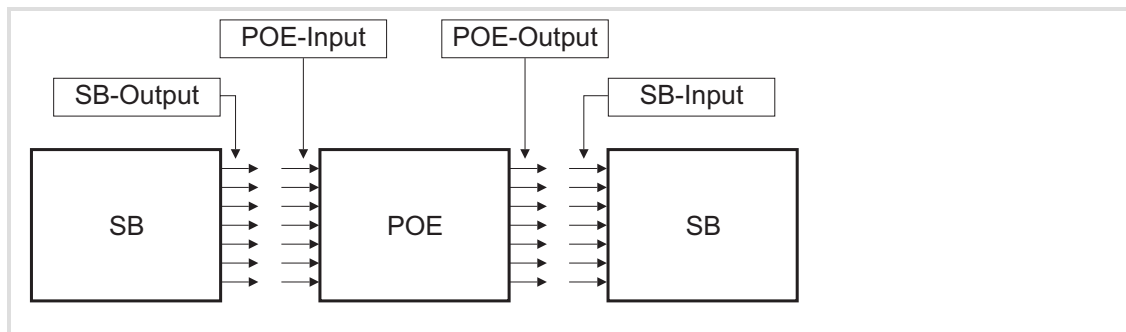 POE-Input
POE-Output
SB-Output
SB-Input
SB
POE
SB